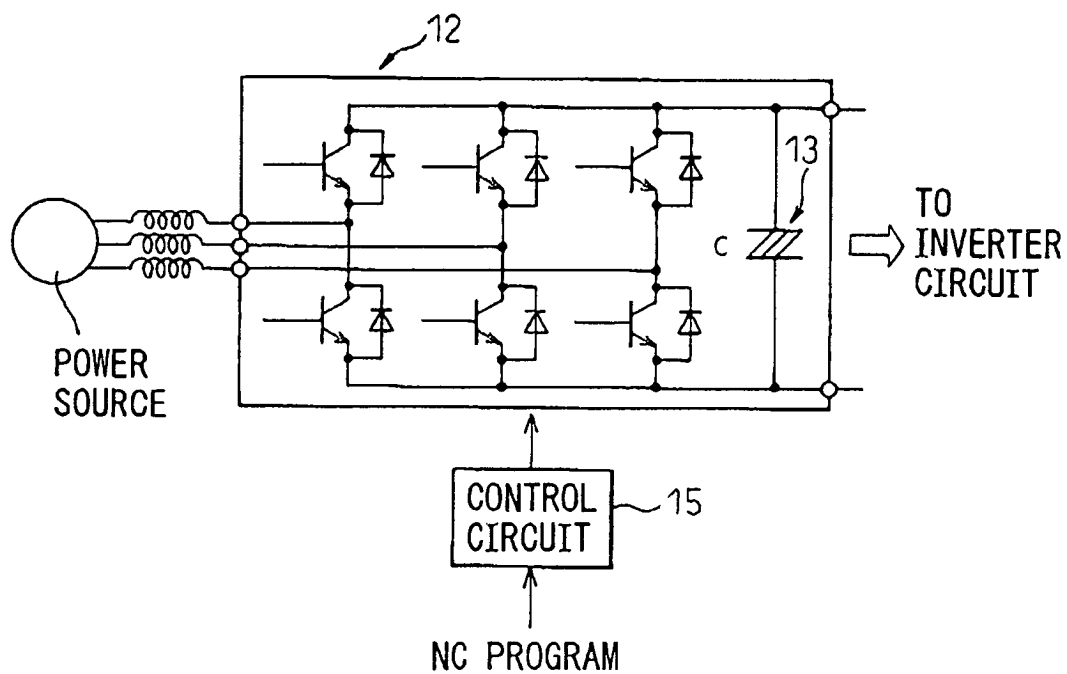 12
13
C
TO
INVERTER
CIRCUIT
POWER
SOURCE
CONTROL
CIRCUIT
15
NC PROGRAM